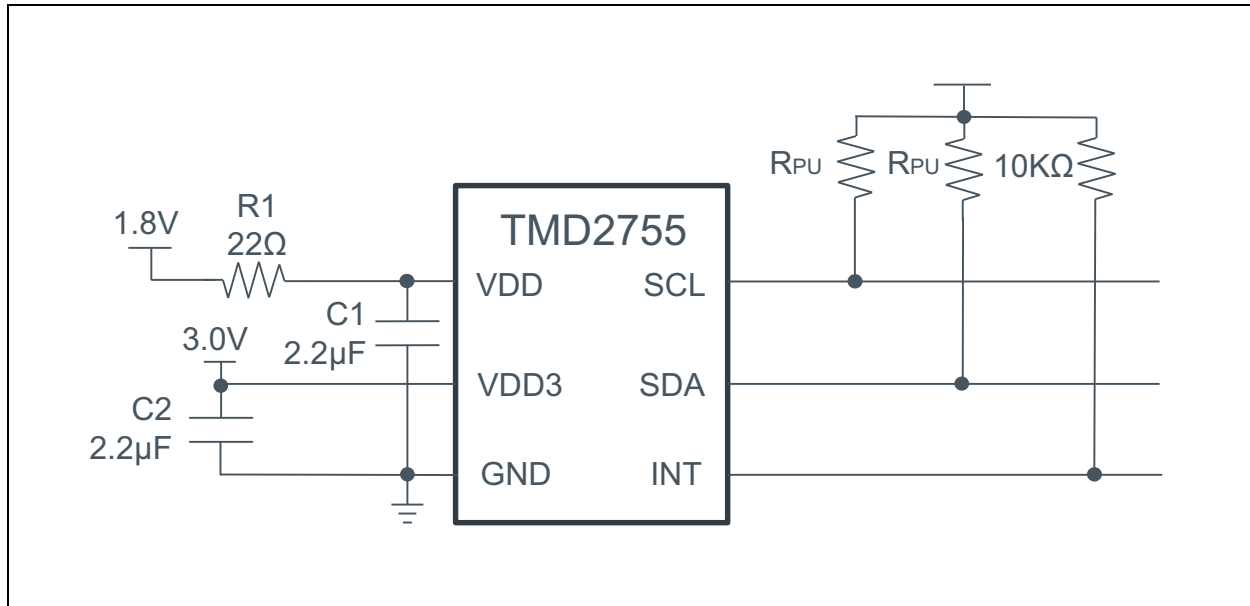 RPU
RPU
10KΩ
R1
22Ω
1.8V
TMD2755
VDD
SCL
C1
2.2µF
3.0V
VDD3
SDA
C2
2.2µF
GND
INT